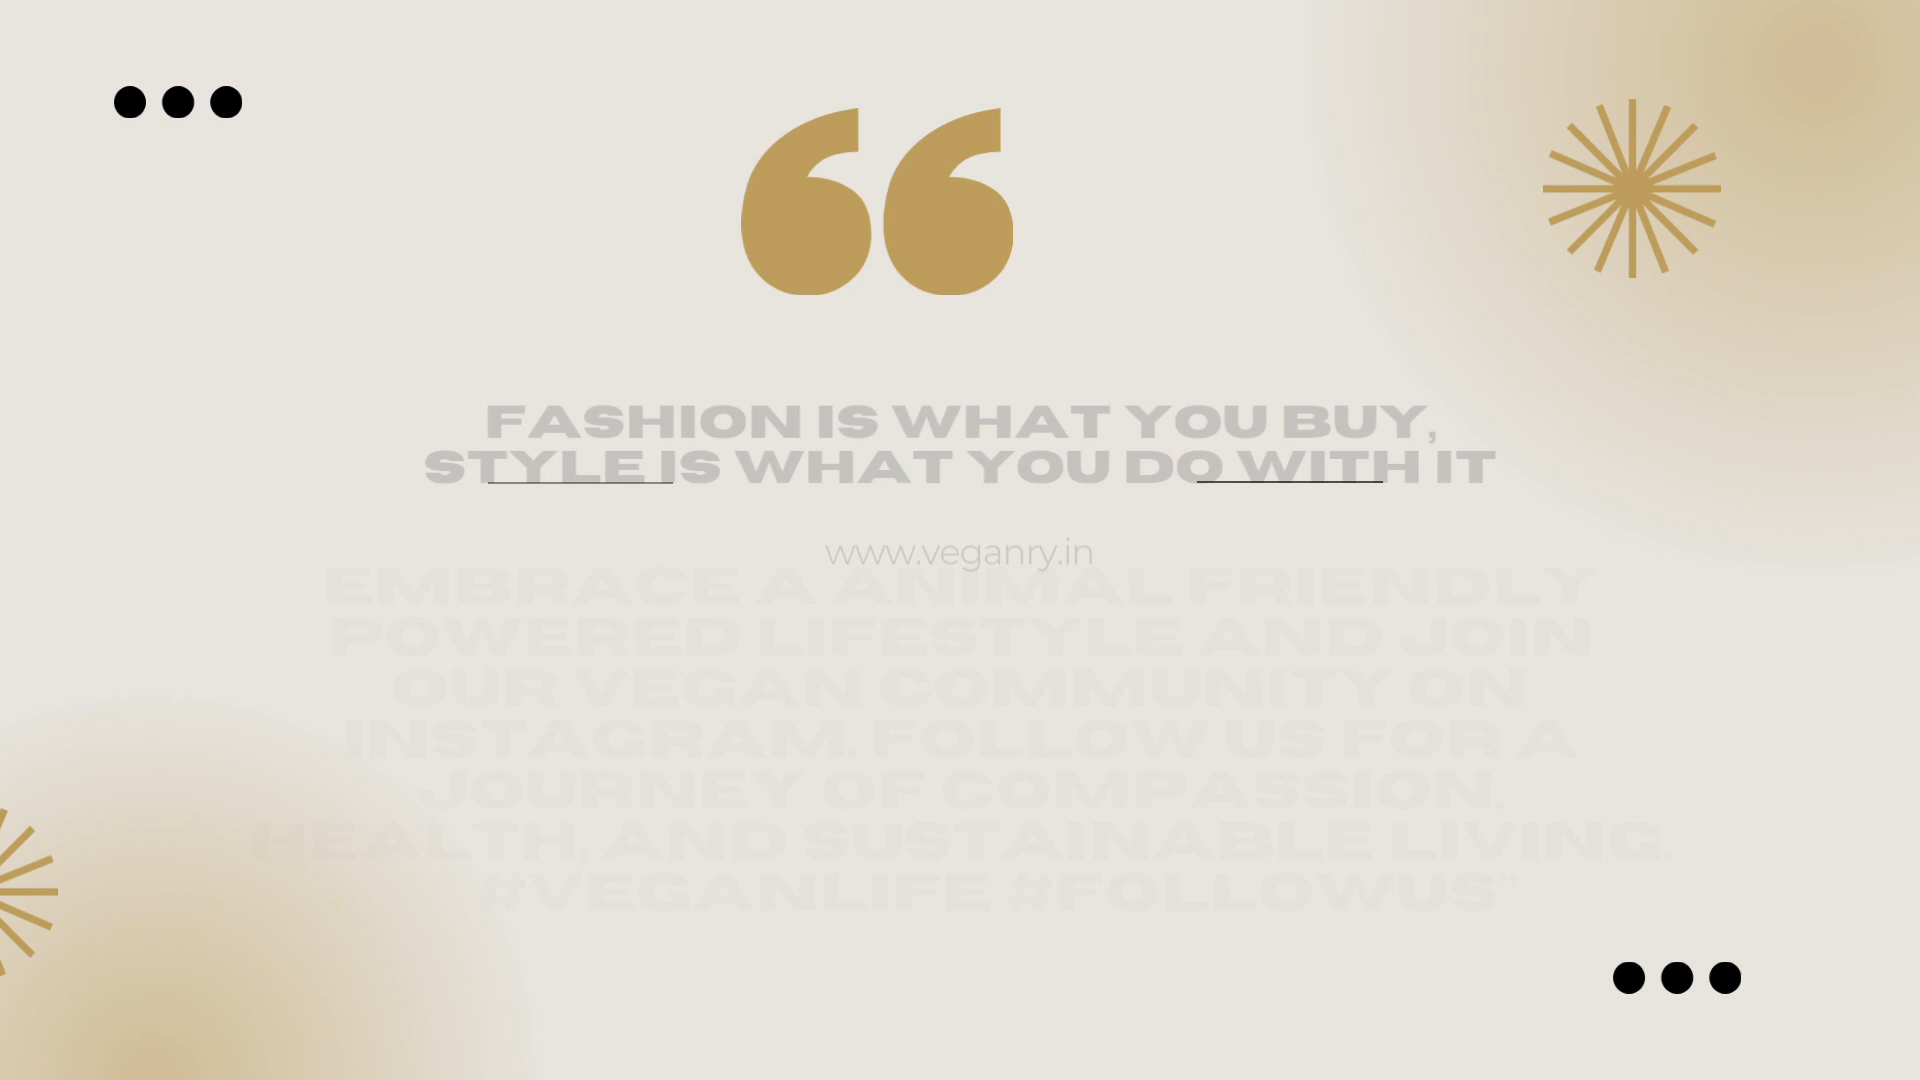 FASHION IS WHAT YOU BUY,
STYLE IS WHAT YOU DO WITH IT
www.veganry.in
EMBRACE A ANIMAL FRIENDLY
POWERED LIFESTYLE AND JOIN
OUR VEGAN COMMUNITY ON
INSTAGRAM. FOLLOW US FOR A
JOURNEY OF COMPASSION,
HEALTH, AND SUSTAINABLE LIVING.
#VEGANLIFE #FOLLOWUS"